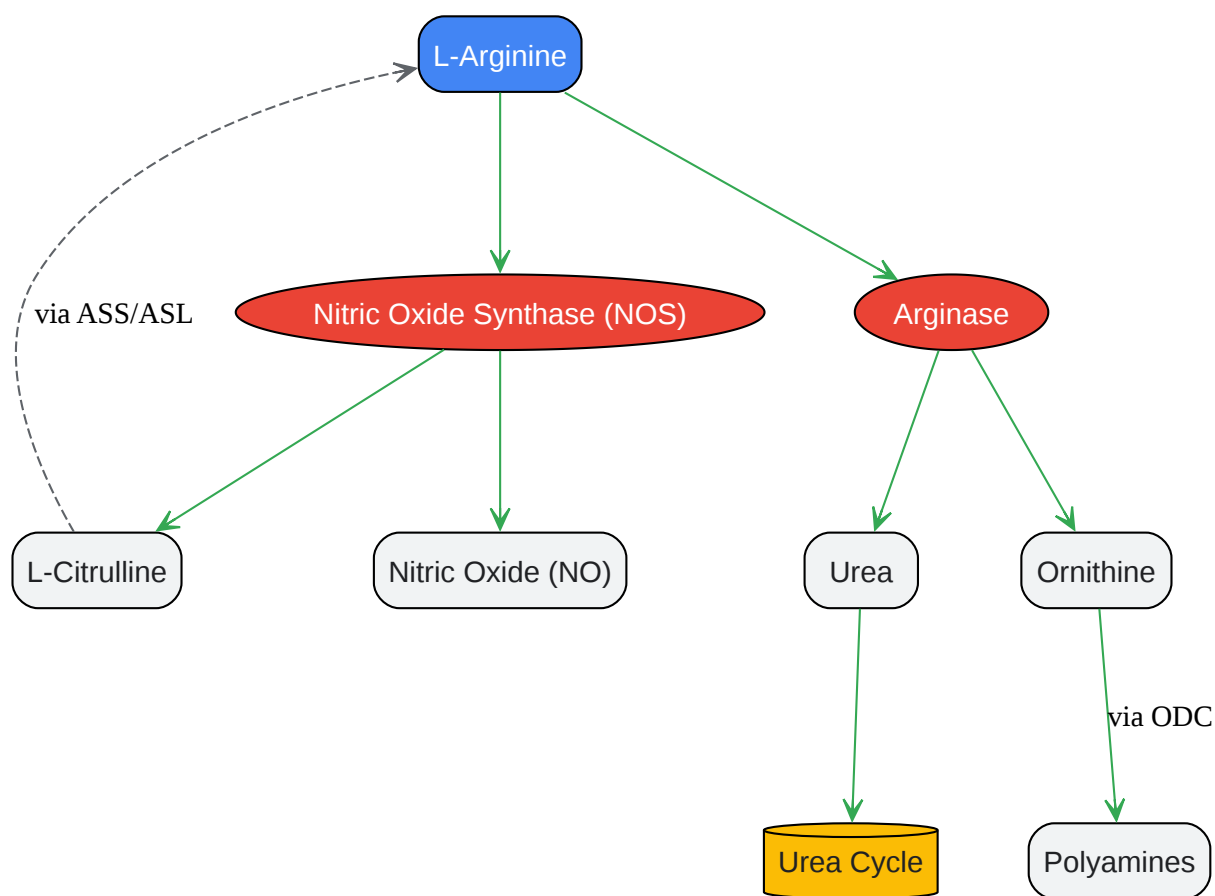 L-Arginine
via ASS/ASL
Nitric Oxide Synthase (NOS)
Arginase
L-Citrulline
Nitric Oxide (NO)
Urea
Ornithine
via ODC
Urea Cycle
Polyamines